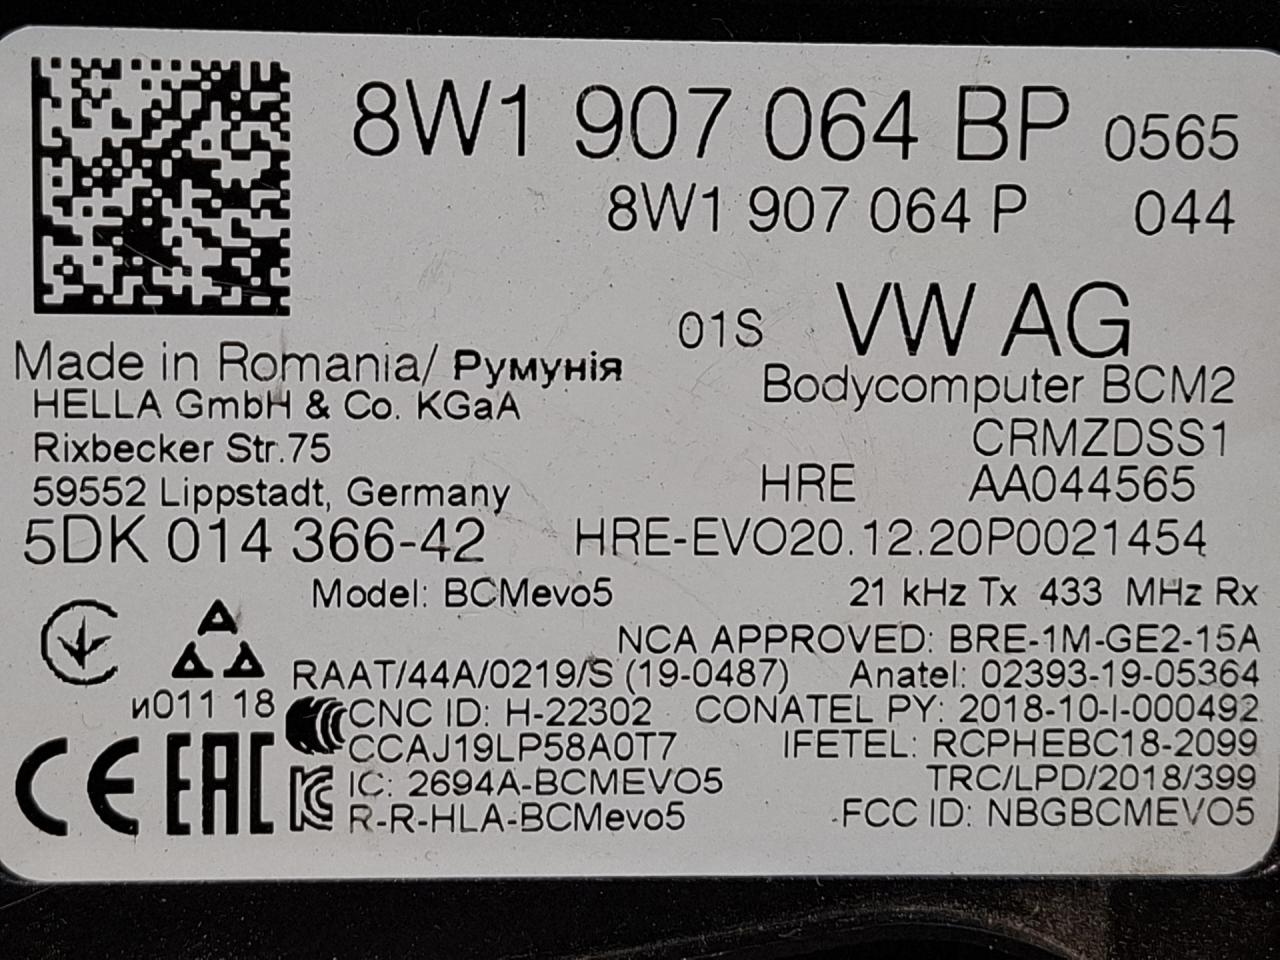 8W1 907 064 BP 0565
8W1 907 064 P 044
01S VW AG
Made in Romania/ Румунія
Bodycomputer BCM2
HELLA GmbH & Co. KGaA
CRMZDSS1
Rixbecker Str.75
HRE AA044565
59552 Lippstadt, Germany
5DK 014 366-42 HRE-EVO20.12.20P0021454
Model: BCMevo5 21 kHz Tx 433 MHz Rx
NCA APPROVED: BRE-1M-GE2-15A
RAAT/44A/0219/S (19-0487) Anatel: 02393-19-05364
и011 18 CNC ID: H-22302 CONATEL PY: 2018-10-I-000492
CCC CCAJ19LP58A0T7 IFETEL: RCPHEBC18-2099
CE EAC KC IC: 2694A-BCMEVO5 TRC/LPD/2018/399
R-R-HLA-BCMevo5 FCC ID: NBGBCMEVO5